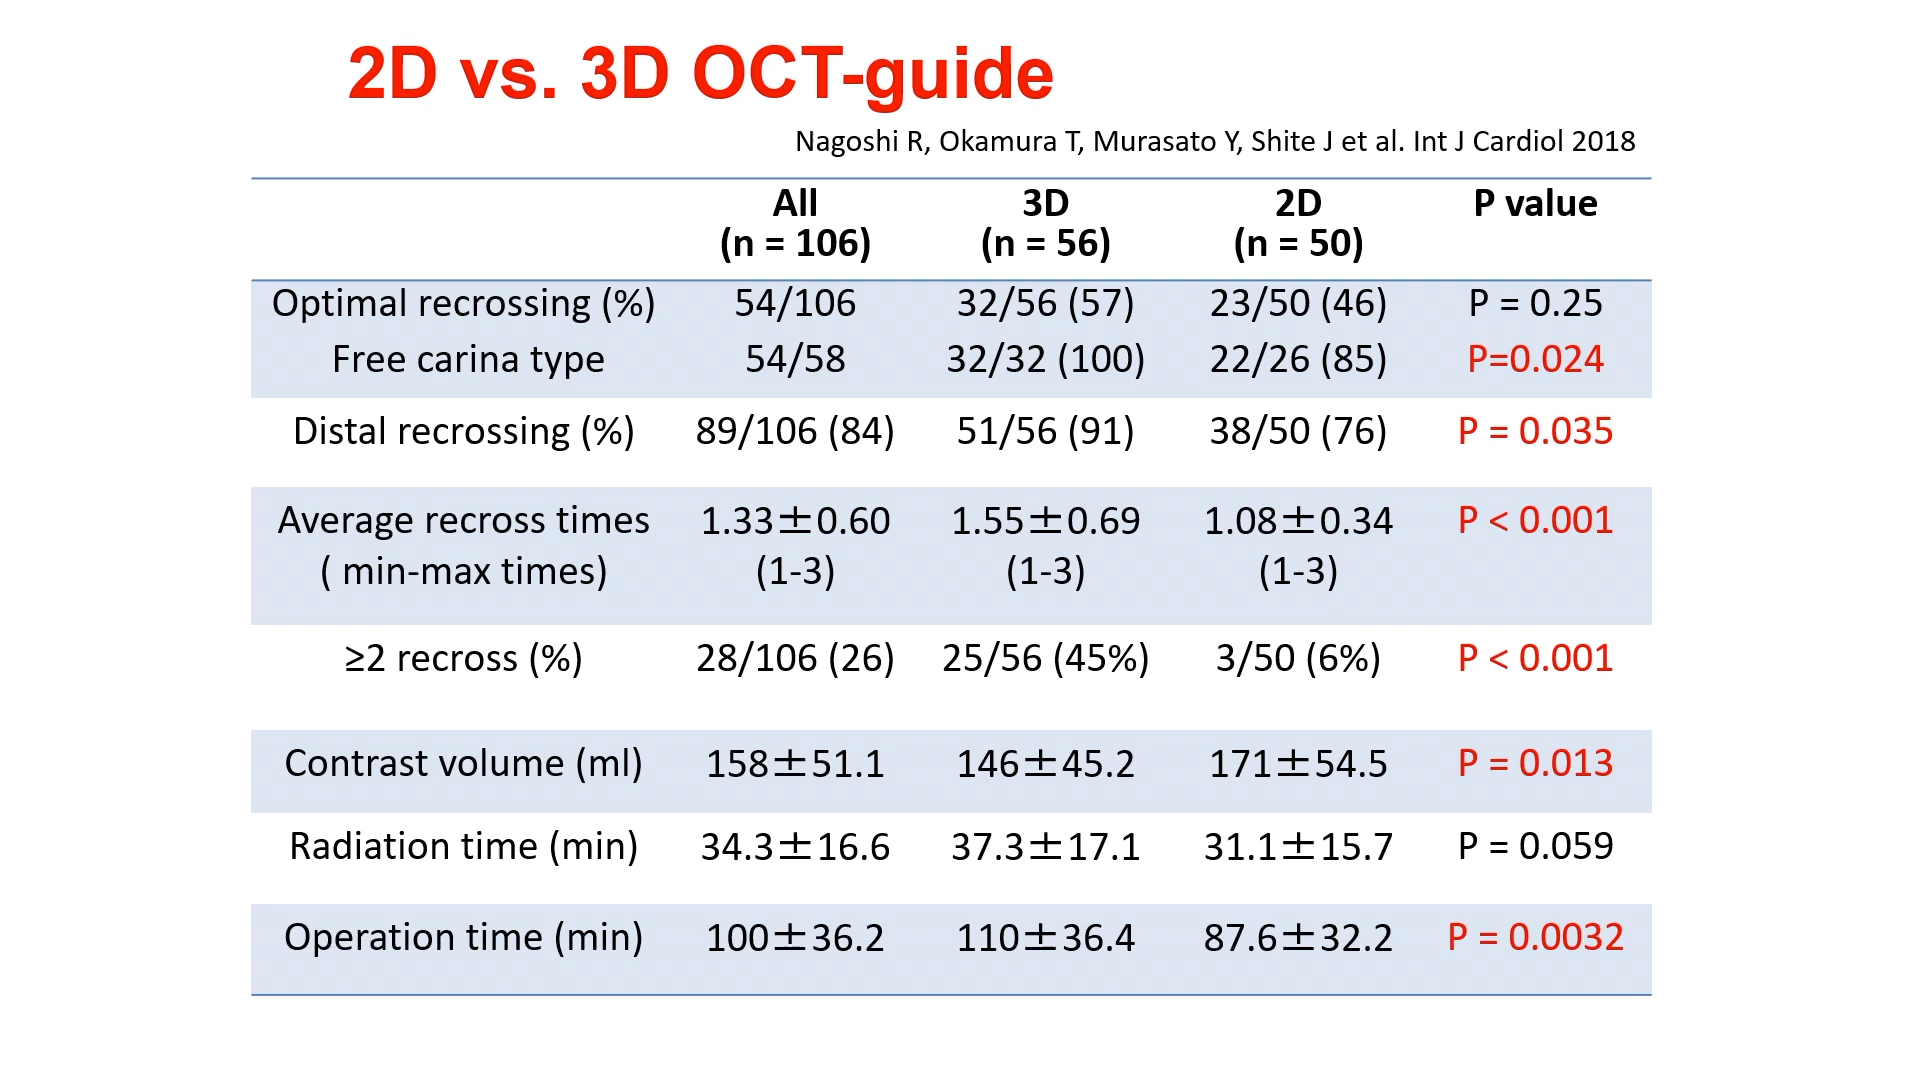 2D vs. 3D OCT-guide
Nagoshi R, Okamura T, Murasato Y, Shite J et al. Int J Cardiol 2018
All 3D 2D P value
(n = 106) (n = 56) (n = 50)
Optimal recrossing (%) 54/106 32/56 (57) 23/50 (46) P = 0.25
Free carina type 54/58 32/32 (100) 22/26 (85) P=0.024
Distal recrossing (%) 89/106 (84) 51/56 (91) 38/50 (76) P = 0.035
Average recross times 1.33±0.60 1.55±0.69 1.08±0.34 P < 0.001
( min-max times) (1-3) (1-3) (1-3)
≥2 recross (%) 28/106 (26) 25/56 (45%) 3/50 (6%) P < 0.001
Contrast volume (ml) 158±51.1 146±45.2 171±54.5 P = 0.013
Radiation time (min) 34.3±16.6 37.3±17.1 31.1±15.7 P = 0.059
Operation time (min) 100±36.2 110±36.4 87.6±32.2 P = 0.0032